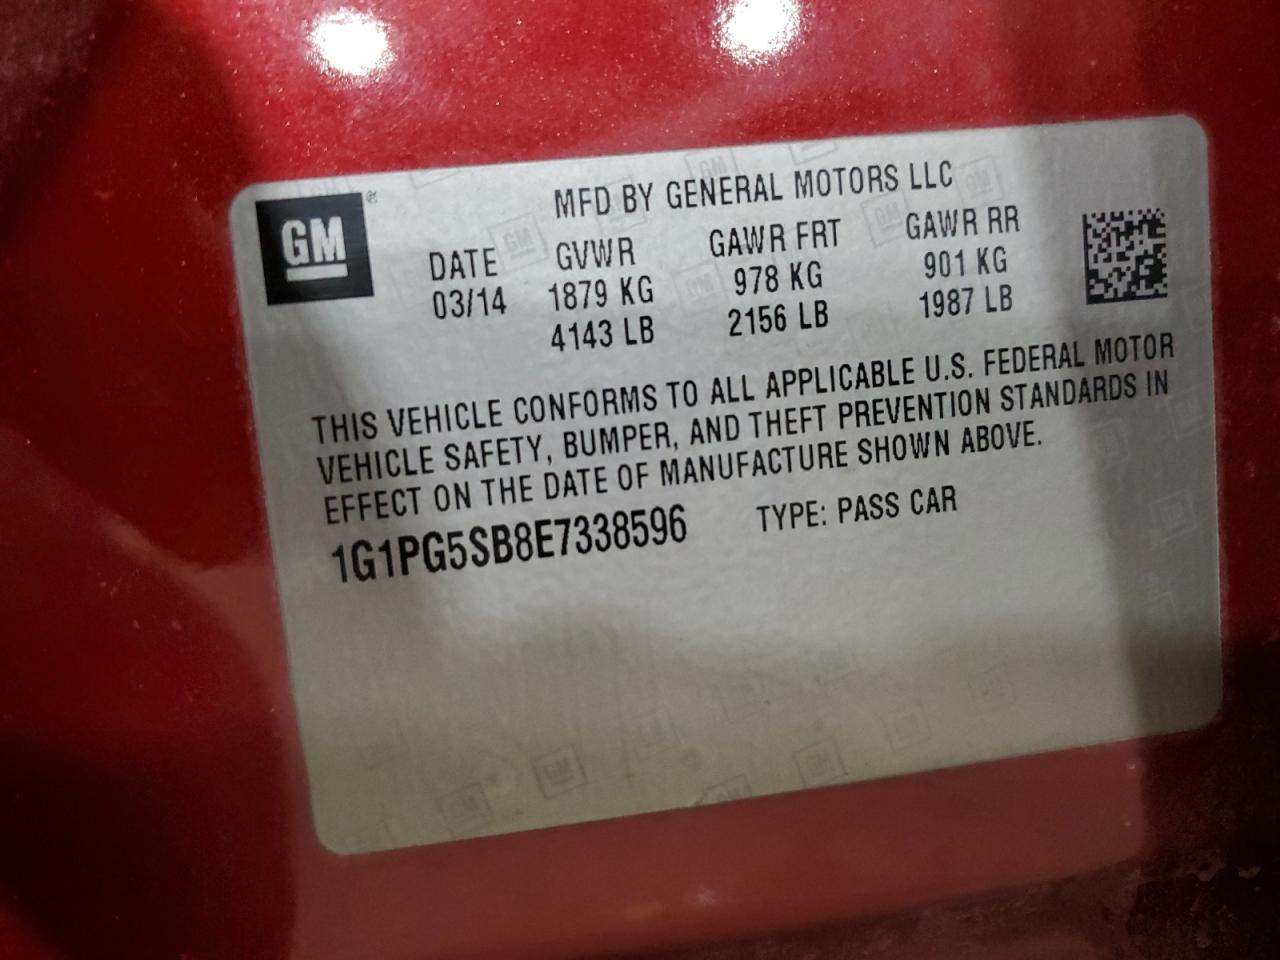 GM®
MFD BY GENERAL MOTORS LLC
DATE GVWR GAWR FRT GAWR RR
03/14 1879 KG 978 KG 901 KG
4143 LB 2156 LB 1987 LB
THIS VEHICLE CONFORMS TO ALL APPLICABLE U.S. FEDERAL MOTOR
VEHICLE SAFETY, BUMPER, AND THEFT PREVENTION STANDARDS IN
EFFECT ON THE DATE OF MANUFACTURE SHOWN ABOVE.
1G1PG5SB8E7338596 TYPE: PASS CAR